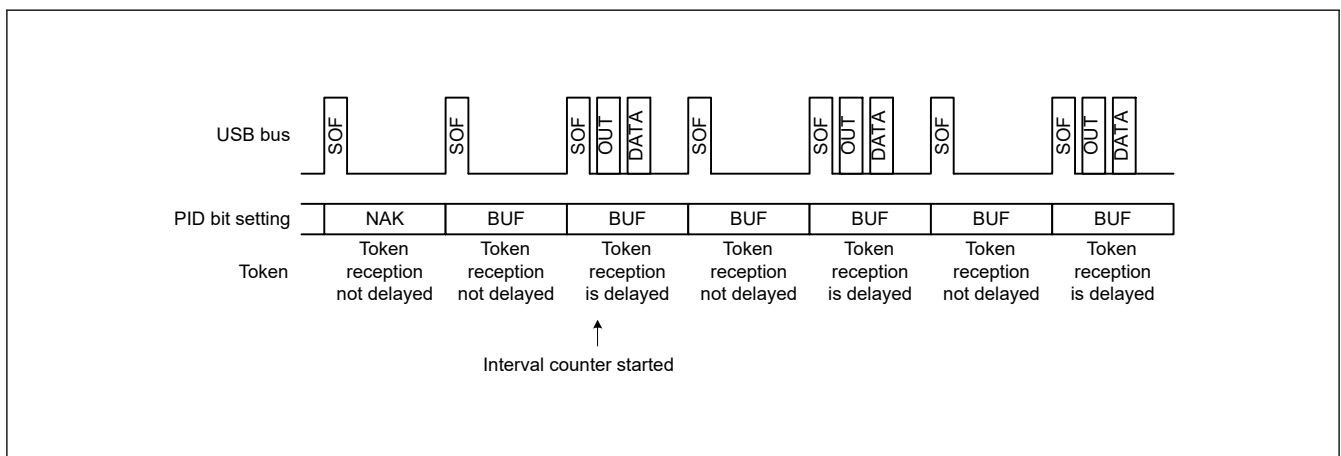 USB bus
SOF
SOF
SOF
OUT
DATA
SOF
SOF
OUT
DATA
SOF
SOF
OUT
DATA
PID bit setting
NAK
BUF
BUF
BUF
BUF
BUF
BUF
Token
Token
reception
not delayed
Token
reception
not delayed
Token
reception
is delayed
Token
reception
not delayed
Token
reception
is delayed
Token
reception
not delayed
Token
reception
is delayed
Interval counter started